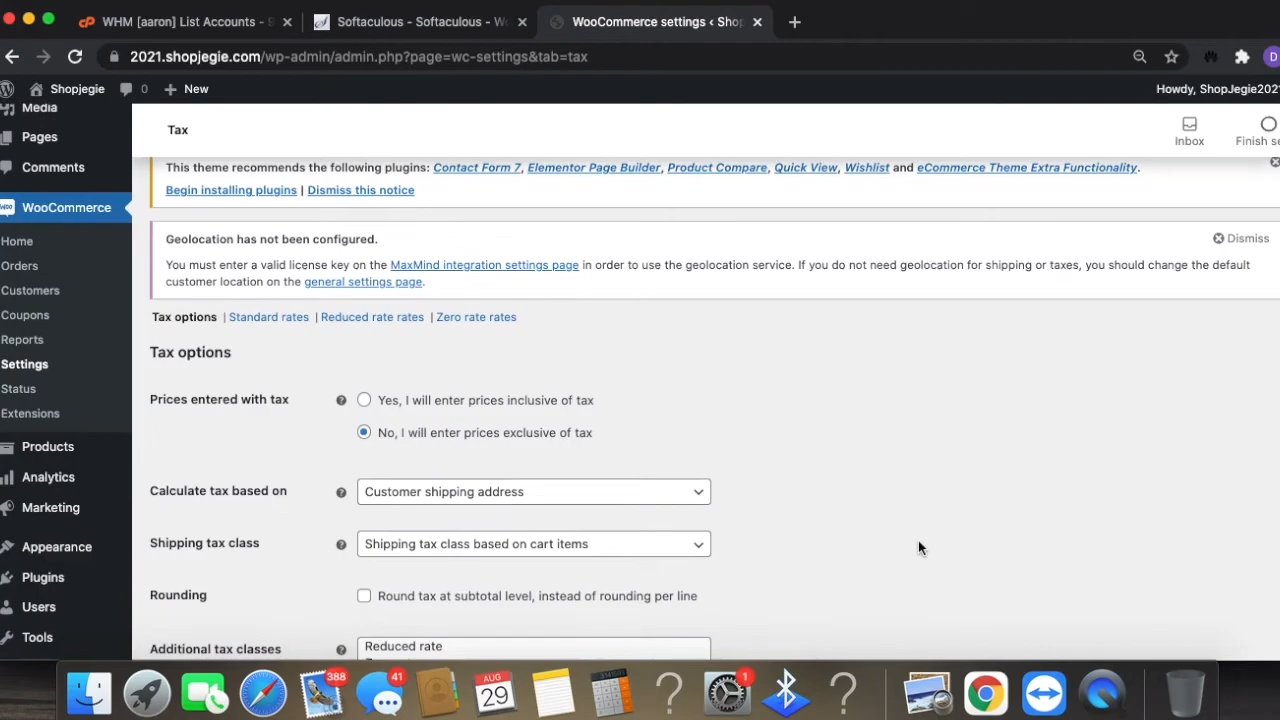 WHM [aaron] List Accounts - S
Softaculous - Softaculous - Wo
WooCommerce settings ‹ Shop
2021.shopjegie.com/wp-admin/admin.php?page=wc-settings&tab=tax
D
Shopjegie 0 New
Howdy, ShopJegie2021
Media
Pages
Comments
WooCommerce
Home
Orders
Customers
Coupons
Reports
Settings
Status
Extensions
Products
Analytics
Marketing
Appearance
Plugins
Users
Tools
Tax
Inbox
Finish se
This theme recommends the following plugins: Contact Form 7, Elementor Page Builder, Product Compare, Quick View, Wishlist and eCommerce Theme Extra Functionality.
Begin installing plugins | Dismiss this notice
Geolocation has not been configured.
Dismiss
You must enter a valid license key on the MaxMind integration settings page in order to use the geolocation service. If you do not need geolocation for shipping or taxes, you should change the default
customer location on the general settings page.
Tax options | Standard rates | Reduced rate rates | Zero rate rates
Tax options
Prices entered with tax
Yes, I will enter prices inclusive of tax
No, I will enter prices exclusive of tax
Calculate tax based on
Customer shipping address
Shipping tax class
Shipping tax class based on cart items
Rounding
Round tax at subtotal level, instead of rounding per line
Additional tax classes
Reduced rate
388
41
AUG
29
1